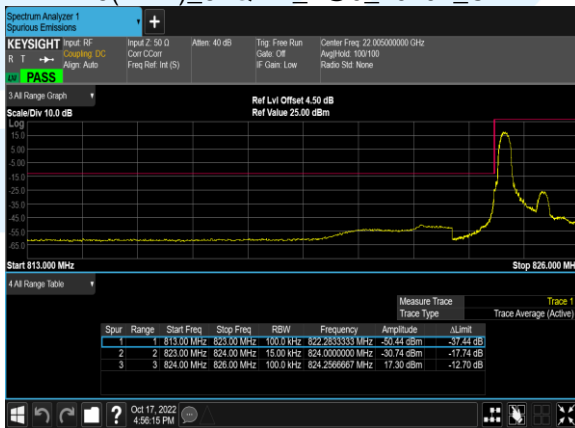 Spectrum Analyzer 1
Spurious Emissions
KEYSIGHT
R T
PASS
Input: RF
Coupling: DC
Align: Auto
Input Z: 50 Ω
Corr CCorr
Freq Ref: Int (S)
Atten: 40 dB
Trig: Free Run
Gate: Off
IF Gain: Low
Center Freq: 22.005000000 GHz
Avg|Hold: 100/100
Radio Std: None
3 All Range Graph
Scale/Div 10.0 dB
Ref Lvl Offset 4.50 dB
Ref Value 25.00 dBm
Log
15.0
5.00
-5.00
-15.0
-25.0
-35.0
-45.0
-55.0
-65.0
Start 813.000 MHz
Stop 826.000 MH
4 All Range Table
Measure Trace Trace 1
Trace Type Trace Average (Active)
Spur Range Start Freq Stop Freq RBW Frequency Amplitude ΔLimit
1 1 813.00 MHz 823.00 MHz 100.0 kHz 822.2833333 MHz -50.44 dBm -37.44 dB
2 2 823.00 MHz 824.00 MHz 15.00 kHz 824.0000000 MHz -30.74 dBm -17.74 dB
3 3 824.00 MHz 826.00 MHz 100.0 kHz 824.2566667 MHz 17.30 dBm -12.70 dB
?
Oct 17, 2022
4:56:15 PM